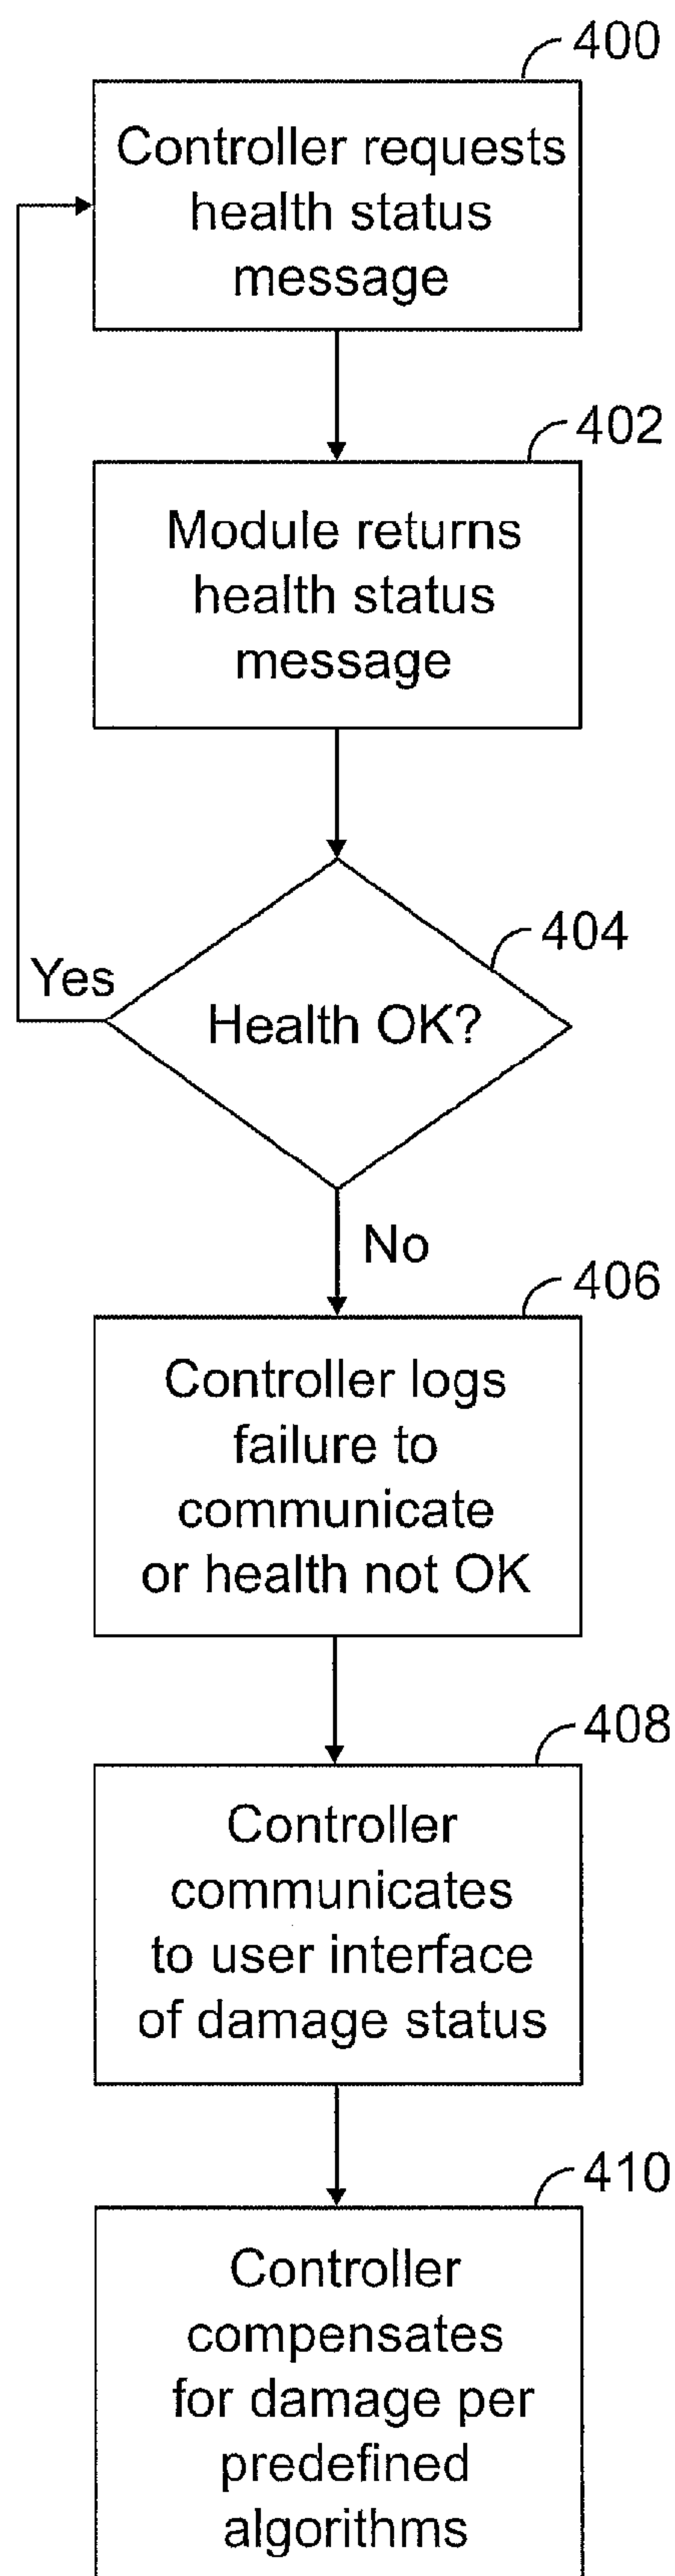 400
Controller requests
health status
message
402
Module returns
health status
message
404
Yes
Health OK?
No
406
Controller logs
failure to
communicate
or health not OK
408
Controller
communicates
to user interface
of damage status
410
Controller
compensates
for damage per
predefined
algorithms